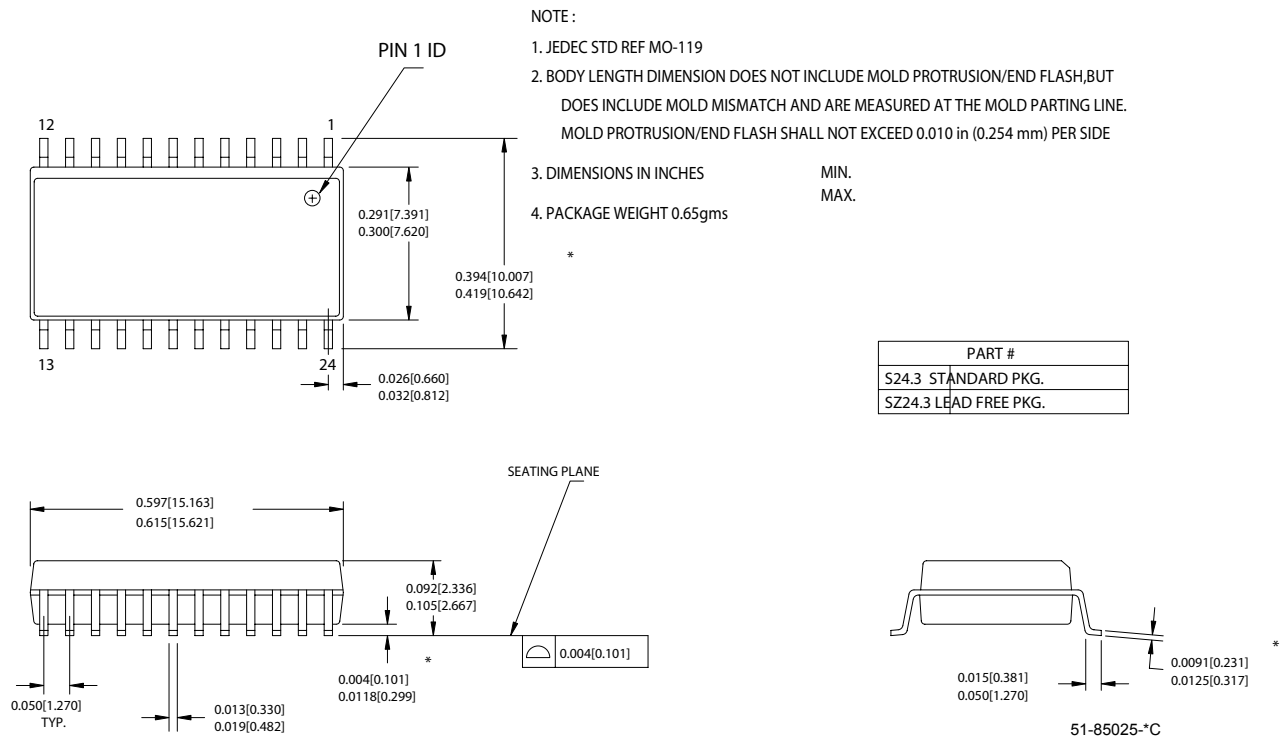 NOTE :
1. JEDEC STD REF MO-119
2. BODY LENGTH DIMENSION DOES NOT INCLUDE MOLD PROTRUSION/END FLASH,BUT
DOES INCLUDE MOLD MISMATCH AND ARE MEASURED AT THE MOLD PARTING LINE.
MOLD PROTRUSION/END FLASH SHALL NOT EXCEED 0.010 in (0.254 mm) PER SIDE
3. DIMENSIONS IN INCHES
MIN.
MAX.
4. PACKAGE WEIGHT 0.65gms
*
PIN 1 ID
12
1
0.291[7.391]
0.300[7.620]
0.394[10.007]
0.419[10.642]
13
24
0.026[0.660]
0.032[0.812]
PART #
S24.3 STANDARD PKG.
SZ24.3 LEAD FREE PKG.
SEATING PLANE
0.597[15.163]
0.615[15.621]
0.092[2.336]
0.105[2.667]
*
0.004[0.101]
0.004[0.101]
0.0118[0.299]
0.050[1.270]
TYP.
0.013[0.330]
0.019[0.482]
0.015[0.381]
0.050[1.270]
*
0.0091[0.231]
0.0125[0.317]
51-85025-*C